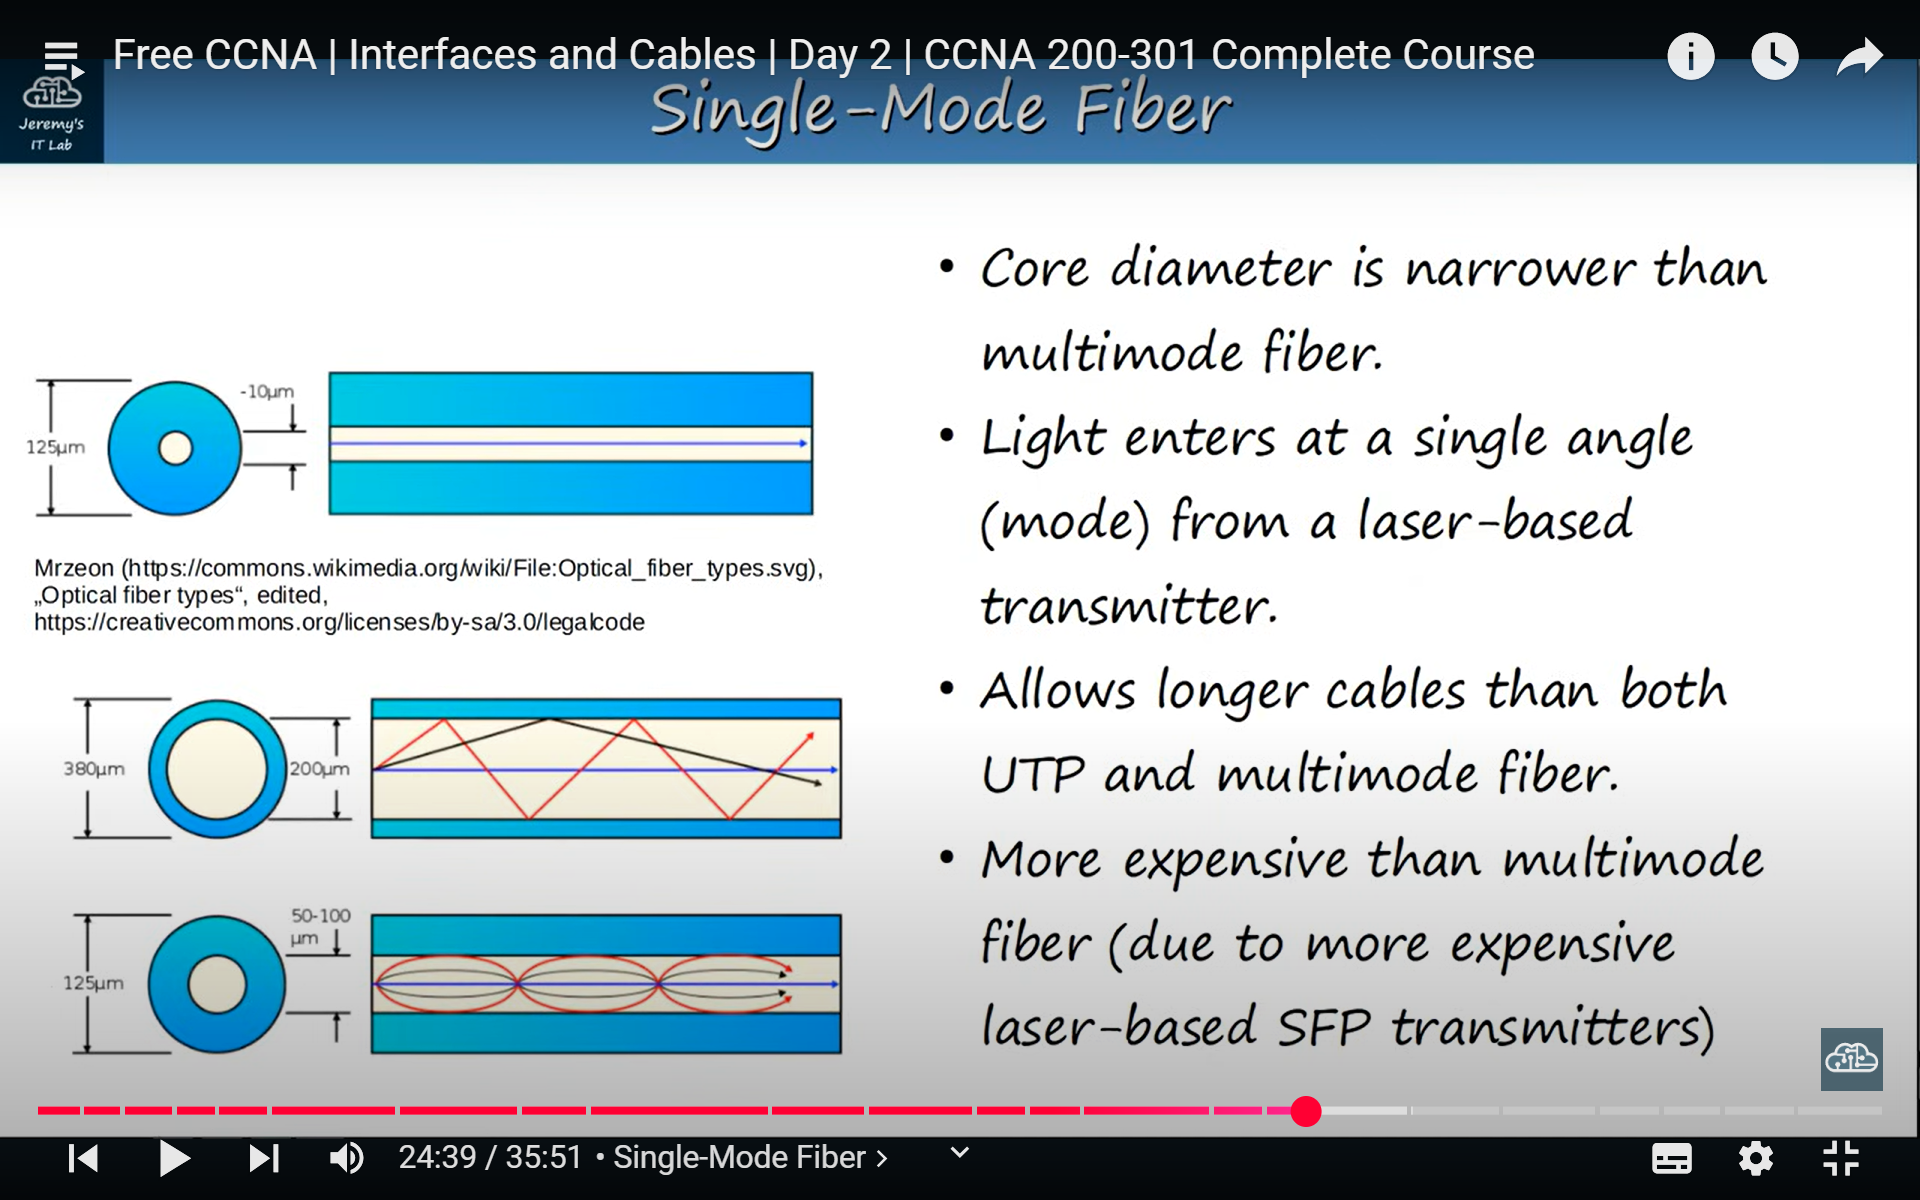 Free CCNA | Interfaces and Cables | Day 2 | CCNA 200-301 Complete Course
Jeremy's
IT Lab
Single-Mode Fiber
-10µm
125µm
Mrzeon (https://commons.wikimedia.org/wiki/File:Optical_fiber_types.svg),
„Optical fiber types“, edited,
https://creativecommons.org/licenses/by-sa/3.0/legalcode
380µm
200µm
50-100
µm
125µm
• Core diameter is narrower than
multimode fiber.
• Light enters at a single angle
(mode) from a laser-based
transmitter.
• Allows longer cables than both
UTP and multimode fiber.
• More expensive than multimode
fiber (due to more expensive
laser-based SFP transmitters)
24:39 / 35:51 • Single-Mode Fiber >